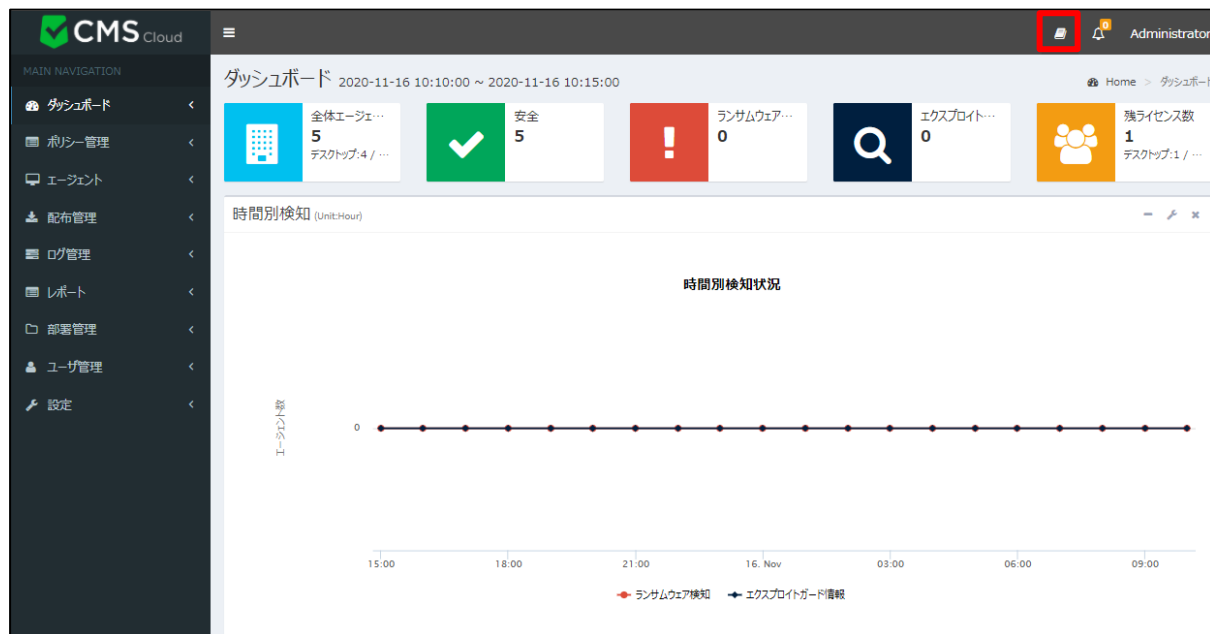 CMS Cloud
0
Administrator
MAIN NAVIGATION
ダッシュボード
ポリシー管理
エージェント
配布管理
ログ管理
レポート
部署管理
ユーザ管理
設定
ダッシュボード 2020-11-16 10:10:00 ~ 2020-11-16 10:15:00
Home > ダッシュボード
全体エージェ…
5
デスクトップ:4 / …
安全
5
ランサムウェア…
0
エクスプロイト…
0
残ライセンス数
1
デスクトップ:1 / …
時間別検知 (Unit:Hour)
時間別検知状況
エージェント数
0
15:00 18:00 21:00 16. Nov 03:00 06:00 09:00
ランサムウェア検知 エクスプロイトガード情報